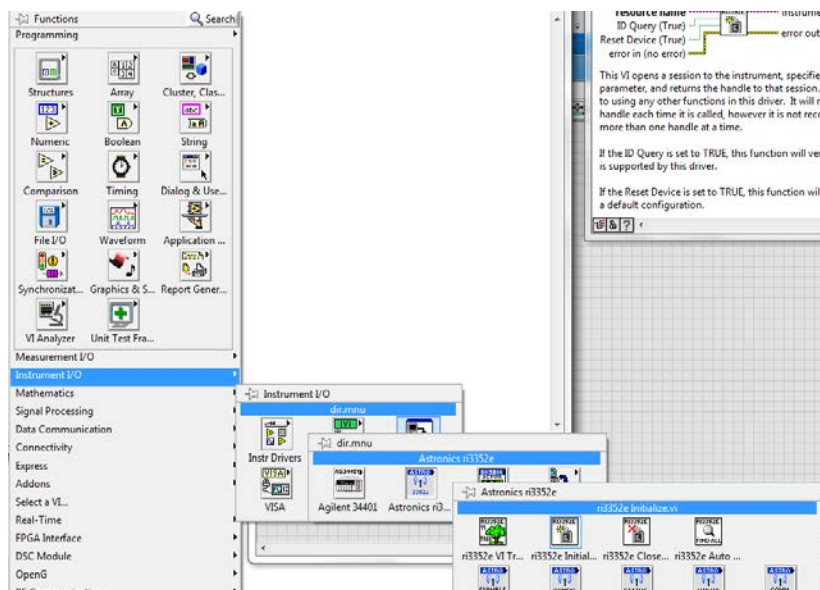 Functions
Search
Programming
Structures
Array
Cluster, Clas...
Numeric
Boolean
String
Comparison
Timing
Dialog & Use...
File I/O
Waveform
Application ...
Synchronizat...
Graphics & S...
Report Gener...
VI Analyzer
Unit Test Fra...
Measurement I/O
Instrument I/O
Mathematics
Signal Processing
Data Communication
Connectivity
Express
Addons
Select a VI...
Real-Time
FPGA Interface
DSC Module
OpenG
Instrument I/O
dir.mnu
Instr Drivers
VISA
dir.mnu
Astronics ri3352e
Agilent 34401
Astronics ri3...
Astronics ri3352e
ri3352e Initialize.vi
ri3352e VI Tr...
ri3352e Initial...
ri3352e Close...
ri3352e Auto ...
resource name
ID Query (True)
Reset Device (True)
error in (no error)
error out
This VI opens a session to the instrument, specifie
parameter, and returns the handle to that session.
to using any other functions in this driver. It will r
handle each time it is called, however it is not rec
more than one handle at a time.
If the ID Query is set to TRUE, this function will ve
is supported by this driver.
If the Reset Device is set to TRUE, this function wil
a default configuration.